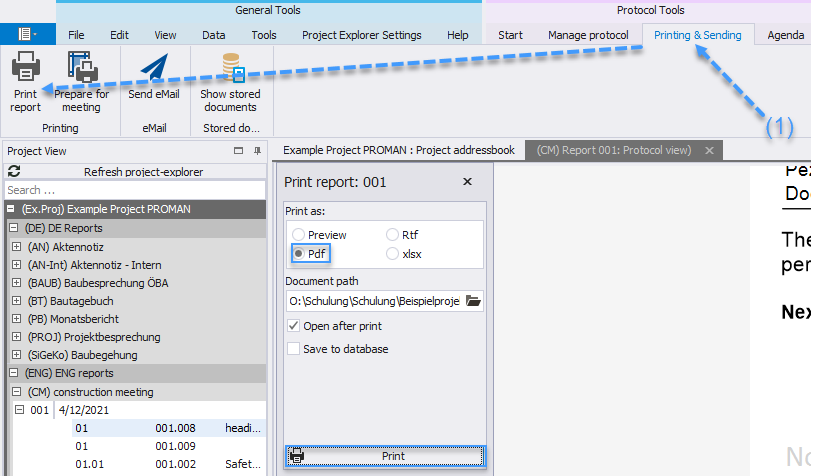 General Tools
Protocol Tools
File Edit View Data Tools Project Explorer Settings Help Start Manage protocol Printing & Sending Agenda
Print report
Prepare for meeting
Send eMail
Show stored documents
Printing eMail Stored do...
(1)
Project View
Refresh project-explorer
Search ...
(Ex.Proj) Example Project PROMAN
(DE) DE Reports
(AN) Aktennotiz
(AN-Int) Aktennotiz - Intern
(BAUB) Baubesprechung ÖBA
(BT) Bautagebuch
(PB) Monatsbericht
(PROJ) Projektbesprechung
(SiGeKo) Baubegehung
(ENG) ENG reports
(CM) construction meeting
001 4/12/2021
01 001.008 headi...
01 001.009
01.01 001.002 Safet...
Example Project PROMAN : Project addressbook
(CM) Report 001: Protocol view)
Print report: 001
Print as:
Preview Rtf
Pdf xlsx
Document path
O:\Schulung\Schulung\Beispielproje
Open after print
Save to database
Print
The
per
Nex
No